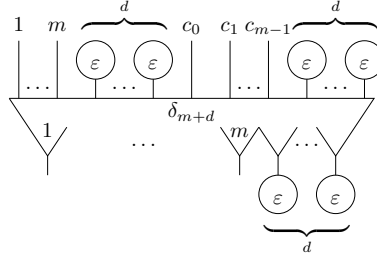 d d
1 m c₀ c₁ cₘ₋₁
ε ε ε ε
... ... ... ...
δₘ₊d
1 ... m ...
ε ε
d